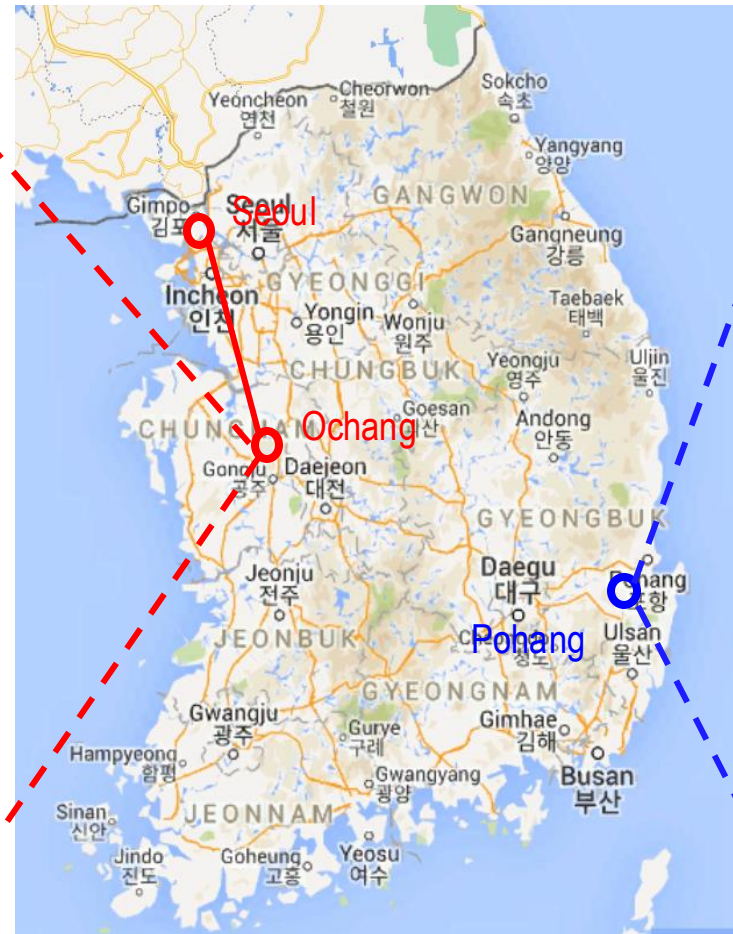 Sokcho
속초
Cheorwon
철원
Yeoncheon
연천
Yangyang
양양
GANGWON
Gimpo
김포
Seoul
Seoul
서울
Gangneung
강릉
GYEONGGI
Incheon
인천
Taebaek
태백
Yongin
용인
Wonju
원주
Yeongju
영주
Uljin
울진
CHUNGBUK
Goesan
Ochang
Andong
안동
Gongju
공주
Daejeon
대전
GYEONGBUK
Daegu
대구
Jeonju
전주
Pohang
Ulsan
울산
JEONBUK
GYEONGNAM
Gwangju
광주
Gurye
구례
Gimhae
김해
Hampyeong
함평
Gwangyang
광양
Busan
부산
Sinan
신안
JEONNAM
Jindo
진도
Goheung
고흥
Yeosu
여수